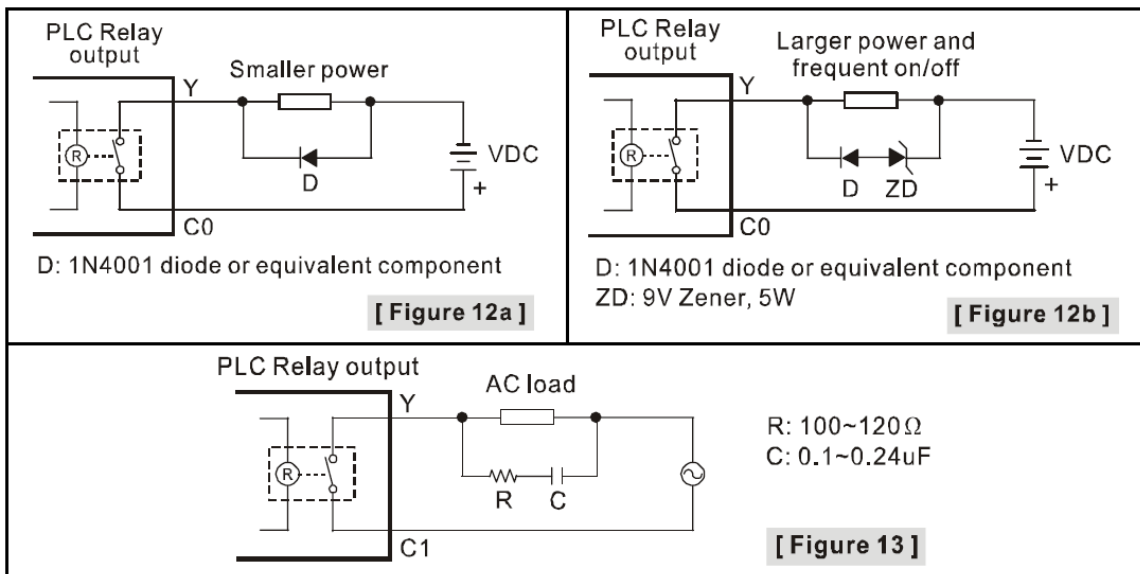 PLC Relay
output
Y
Smaller power
R
D
VDC
+
C0
D: 1N4001 diode or equivalent component
[ Figure 12a ]
PLC Relay
output
Y
Larger power and
frequent on/off
R
D ZD
VDC
+
C0
D: 1N4001 diode or equivalent component
ZD: 9V Zener, 5W
[ Figure 12b ]
PLC Relay output
Y
AC load
R
R C
C1
R: 100~120Ω
C: 0.1~0.24uF
[ Figure 13 ]